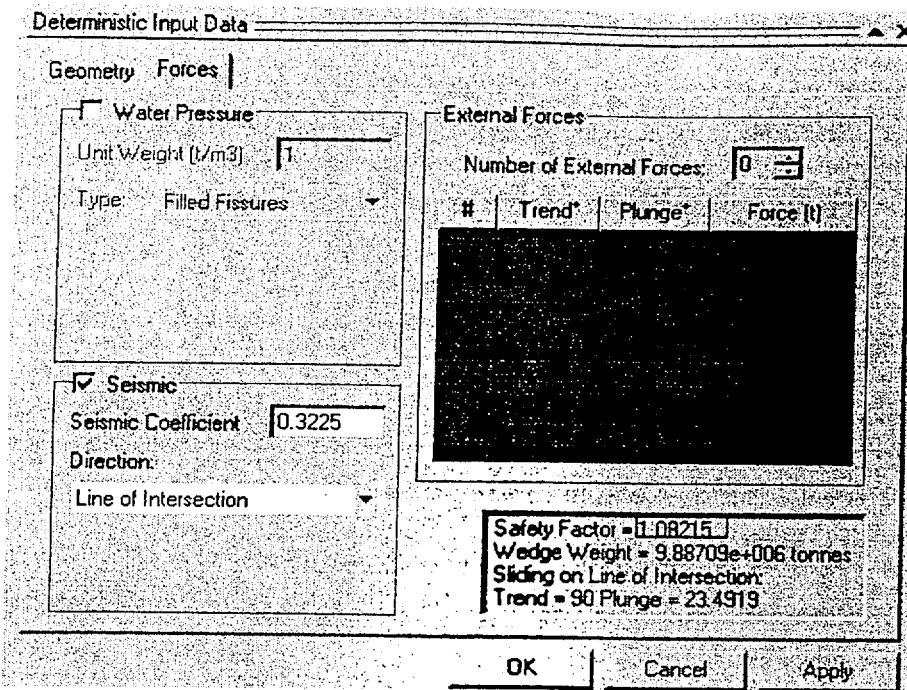 Deterministic Input Data
Geometry Forces
Water Pressure
Unit Weight (t/m3) 1
Type: Filled Fissures
Seismic
Seismic Coefficient 0.3225
Direction:
Line of Intersection
External Forces
Number of External Forces: 0
# Trend° Plunge° Force (t)
Safety Factor = 1.08215
Wedge Weight = 9.88709e+006 tonnes
Sliding on Line of Intersection:
Trend = 90 Plunge = 23.4919
OK Cancel Apply